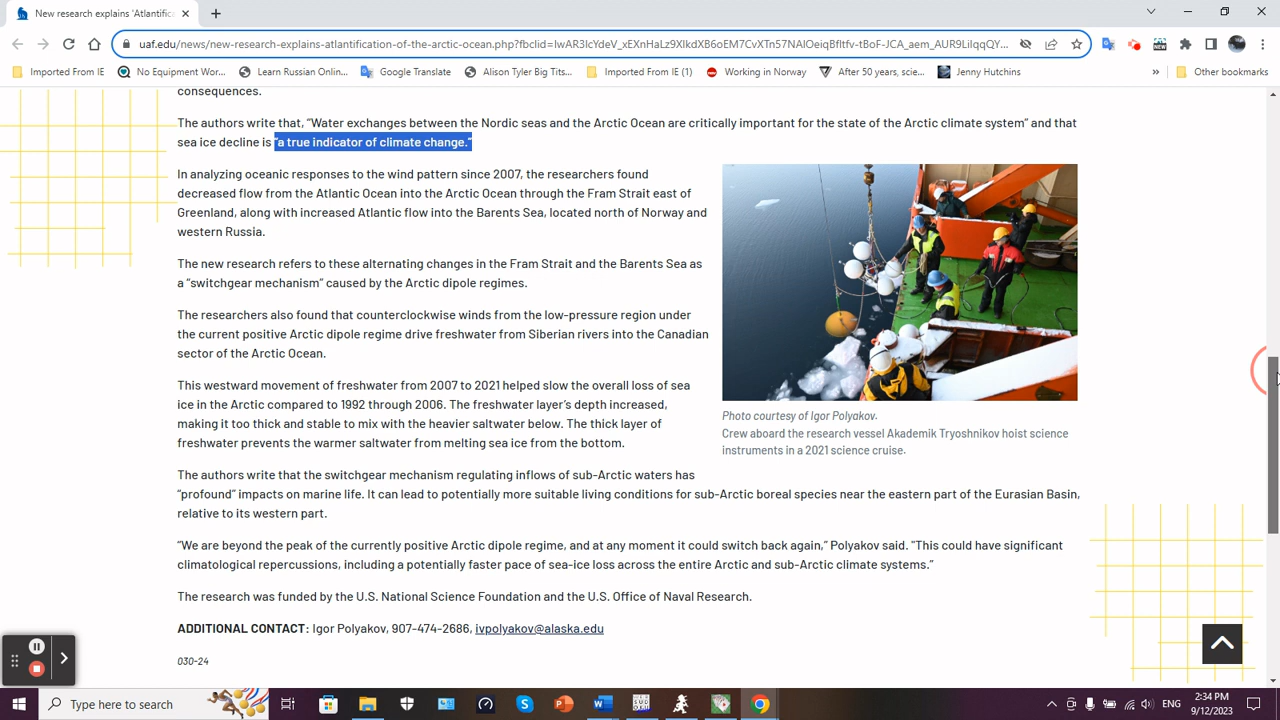 New research explains 'Atlantific
uaf.edu/news/new-research-explains-atlantification-of-the-arctic-ocean.php?fbclid=IwAR3IcYdeV_xEXnHaLz9XIkdXB6oEM7CvXTn57NAIOeiqBfItfv-tBoF-JCA_aem_AUR9LiIqqQY...
Imported From IE
No Equipment Wor...
Learn Russian Onlin...
Google Translate
Alison Tyler Big Tits...
Imported From IE (1)
Working in Norway
After 50 years, scie...
Jenny Hutchins
»
Other bookmarks
consequences.
The authors write that, “Water exchanges between the Nordic seas and the Arctic Ocean are critically important for the state of the Arctic climate system” and that
sea ice decline is “a true indicator of climate change.”
In analyzing oceanic responses to the wind pattern since 2007, the researchers found
decreased flow from the Atlantic Ocean into the Arctic Ocean through the Fram Strait east of
Greenland, along with increased Atlantic flow into the Barents Sea, located north of Norway and
western Russia.
The new research refers to these alternating changes in the Fram Strait and the Barents Sea as
a “switchgear mechanism” caused by the Arctic dipole regimes.
The researchers also found that counterclockwise winds from the low-pressure region under
the current positive Arctic dipole regime drive freshwater from Siberian rivers into the Canadian
sector of the Arctic Ocean.
This westward movement of freshwater from 2007 to 2021 helped slow the overall loss of sea
ice in the Arctic compared to 1992 through 2006. The freshwater layer’s depth increased,
making it too thick and stable to mix with the heavier saltwater below. The thick layer of
freshwater prevents the warmer saltwater from melting sea ice from the bottom.
Photo courtesy of Igor Polyakov.
Crew aboard the research vessel Akademik Tryoshnikov hoist science
instruments in a 2021 science cruise.
The authors write that the switchgear mechanism regulating inflows of sub-Arctic waters has
“profound” impacts on marine life. It can lead to potentially more suitable living conditions for sub-Arctic boreal species near the eastern part of the Eurasian Basin,
relative to its western part.
“We are beyond the peak of the currently positive Arctic dipole regime, and at any moment it could switch back again,” Polyakov said. "This could have significant
climatological repercussions, including a potentially faster pace of sea-ice loss across the entire Arctic and sub-Arctic climate systems.”
The research was funded by the U.S. National Science Foundation and the U.S. Office of Naval Research.
ADDITIONAL CONTACT: Igor Polyakov, 907-474-2686, ivpolyakov@alaska.edu
030-24
Type here to search
ENG
2:34 PM
9/12/2023